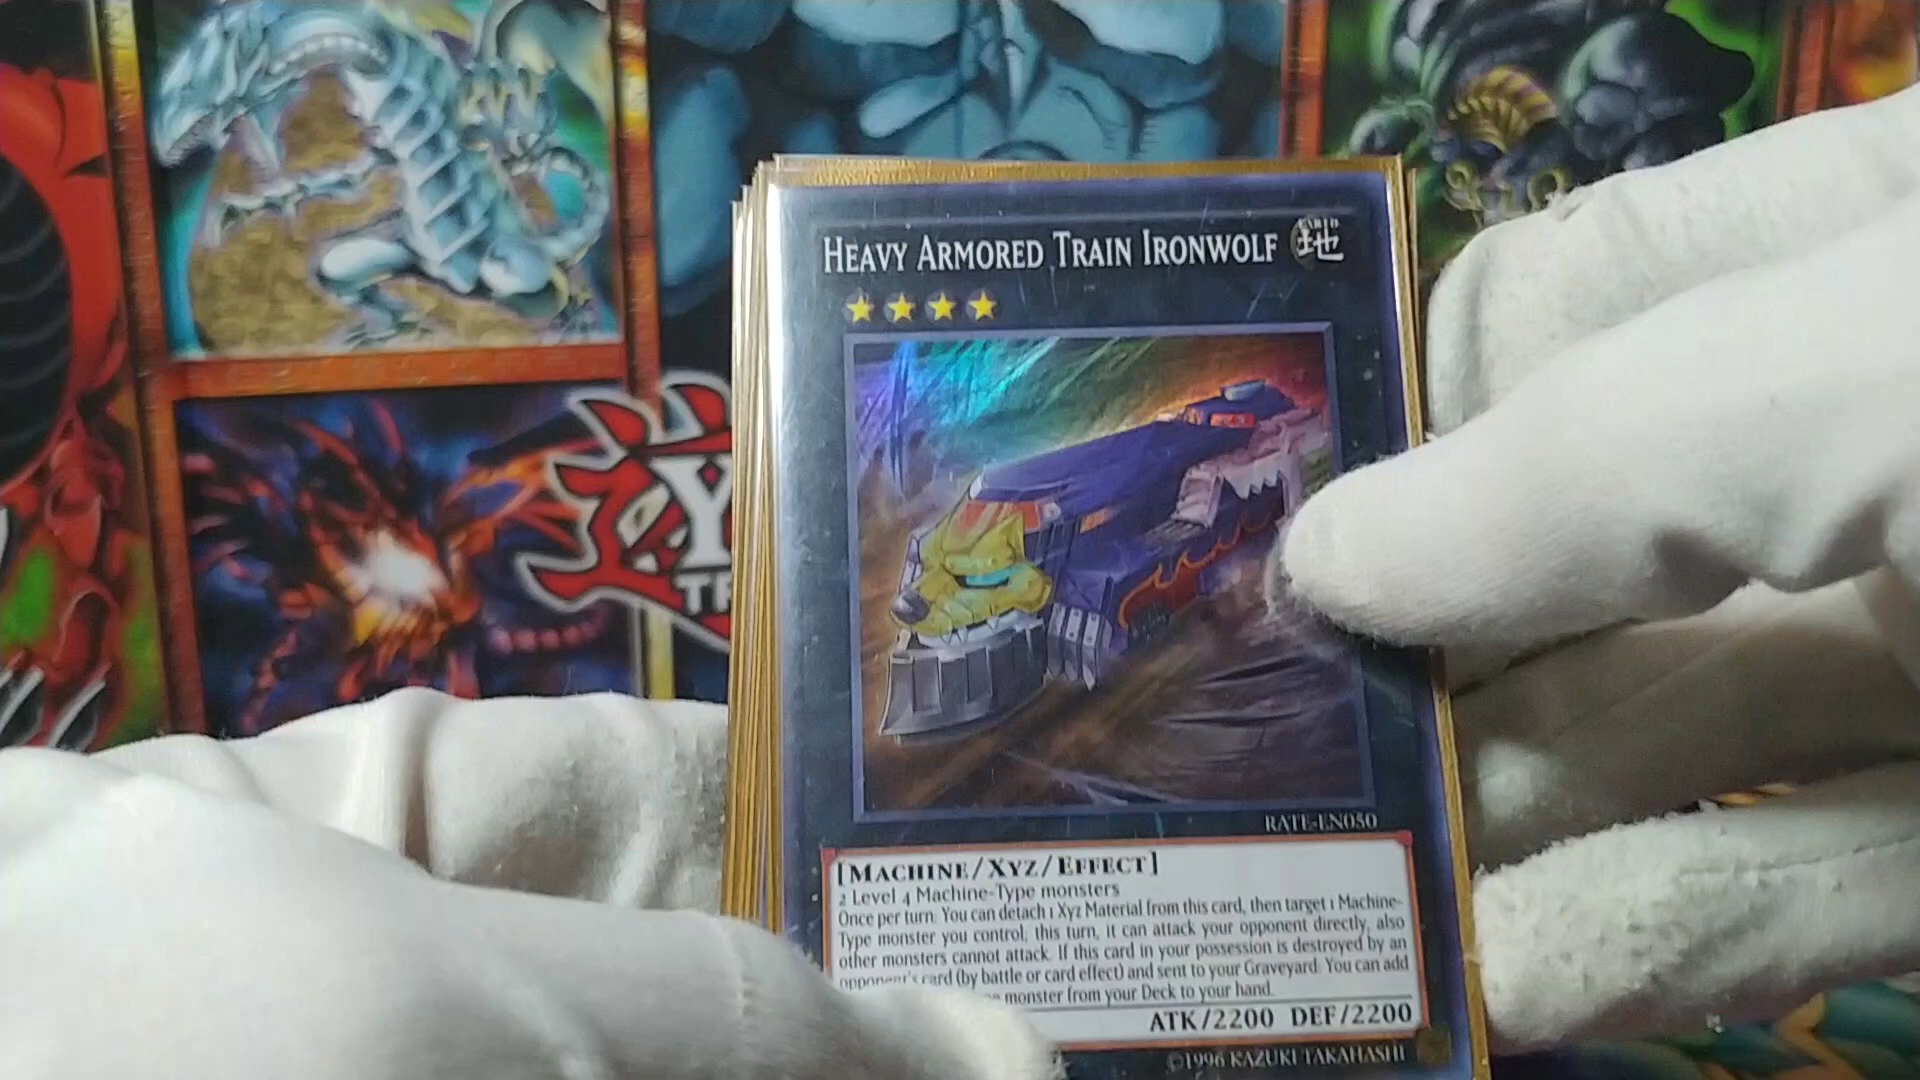 HEAVY ARMORED TRAIN IRONWOLF
EARTH 地
Y
TR
RATE-EN050
[MACHINE/XYZ/EFFECT]
2 Level 4 Machine-Type monsters
Once per turn: You can detach 1 Xyz Material from this card, then target 1 Machine-
Type monster you control; this turn, it can attack your opponent directly, also
other monsters cannot attack. If this card in your possession is destroyed by an
opponent's card (by battle or card effect) and sent to your Graveyard: You can add
monster from your Deck to your hand.
ATK/2200 DEF/2200
©1996 KAZUKI TAKAHASHI